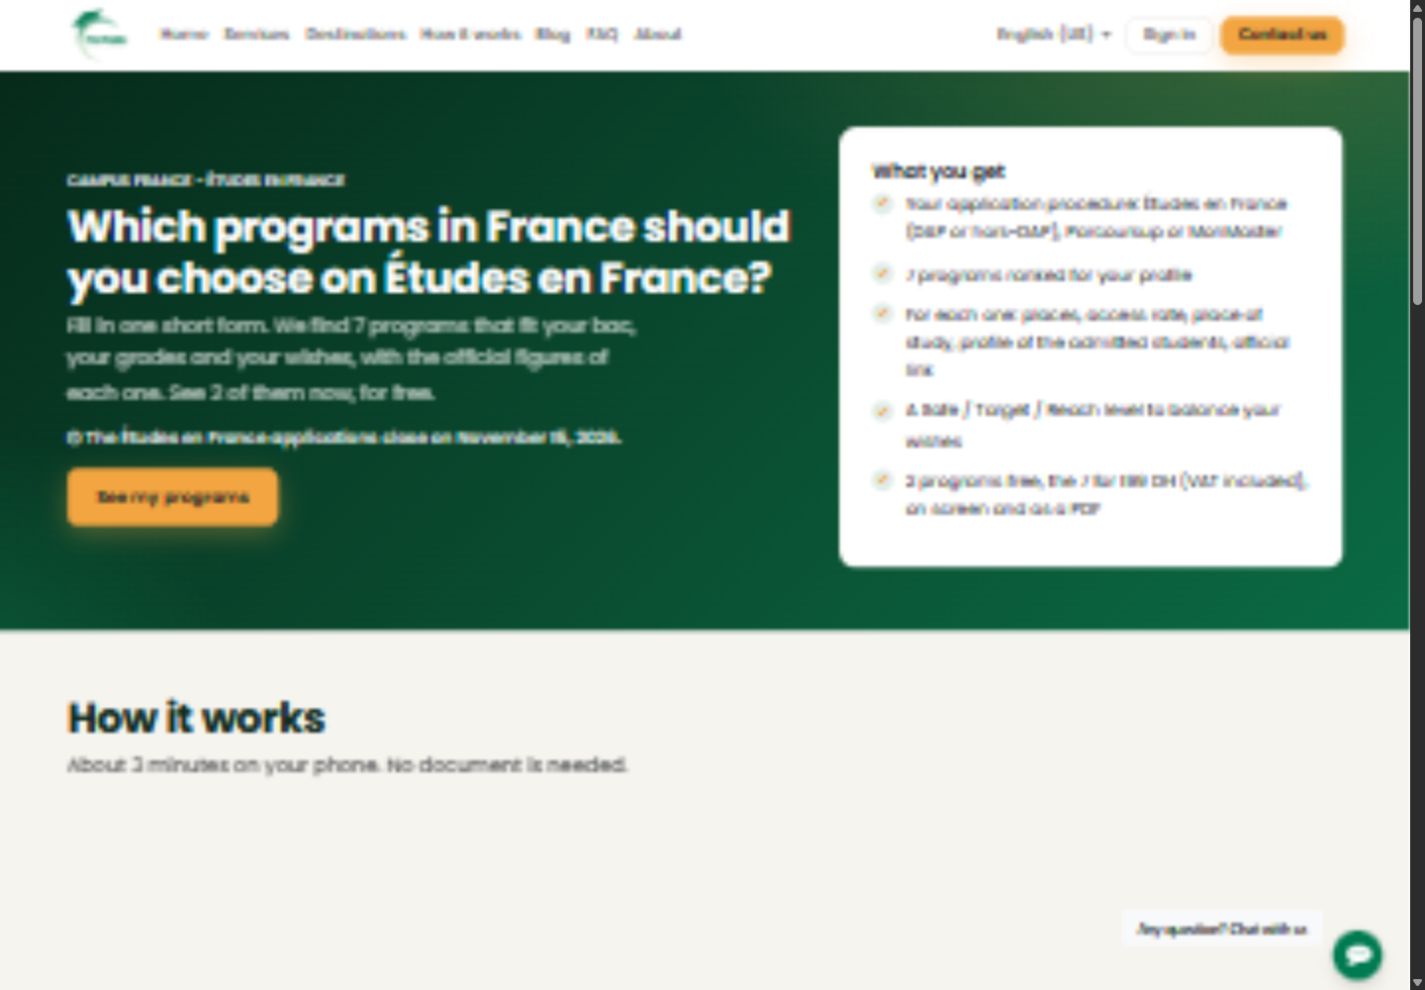 Home Services Destinations How it works Blog FAQ About
English (US) Sign in Contact us
CAMPUS FRANCE - ÉTUDES EN FRANCE
Which programs in France should
you choose on Études en France?
Fill in one short form. We find 7 programs that fit your bac,
your grades and your wishes, with the official figures of
each one. See 2 of them now, for free.
The Études en France applications close on November 15, 2026.
See my programs
What you get
Your application procedure: Études en France
(DAP or hors-DAP), Parcoursup or MonMaster
7 programs ranked for your profile
For each one: places, access rate, place of
study, profile of the admitted students, official
link
A Safe / Target / Reach level to balance your
wishes
2 programs free, the 7 for 199 DH (VAT included),
on screen and as a PDF
How it works
About 3 minutes on your phone. No document is needed.
Any question? Chat with us